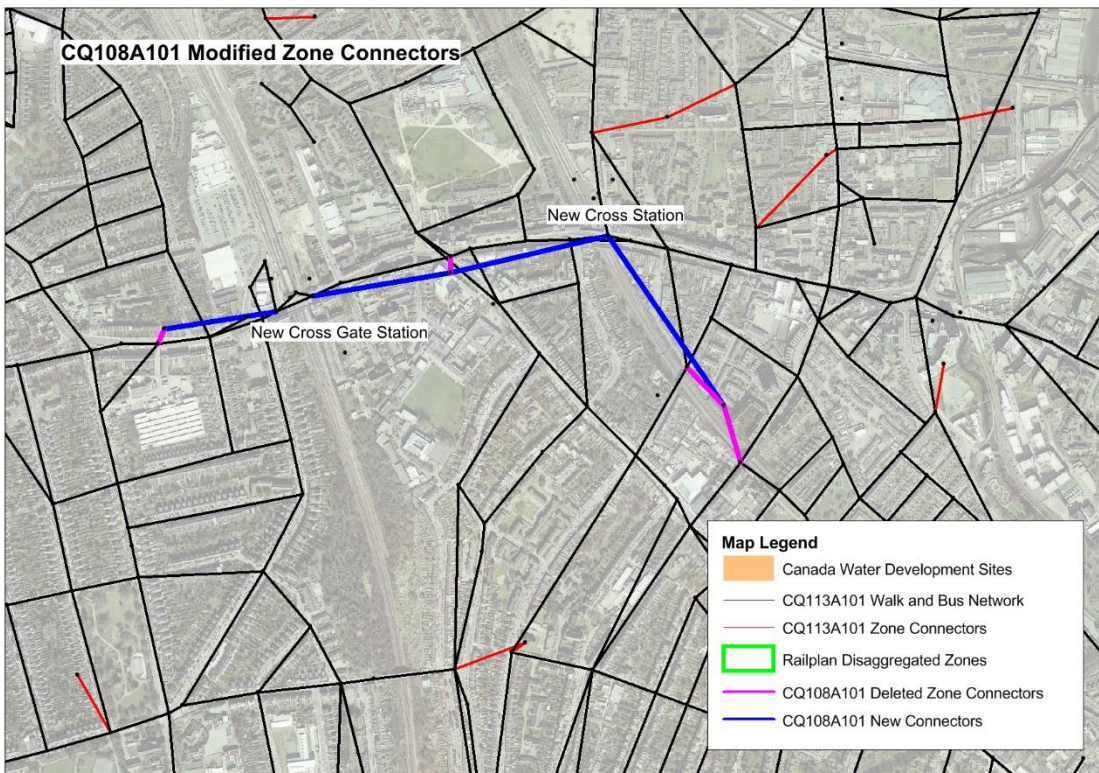 CQ108A101 Modified Zone Connectors
New Cross Station
New Cross Gate Station
Map Legend
Canada Water Development Sites
CQ113A101 Walk and Bus Network
CQ113A101 Zone Connectors
Railplan Disaggregated Zones
CQ108A101 Deleted Zone Connectors
CQ108A101 New Connectors